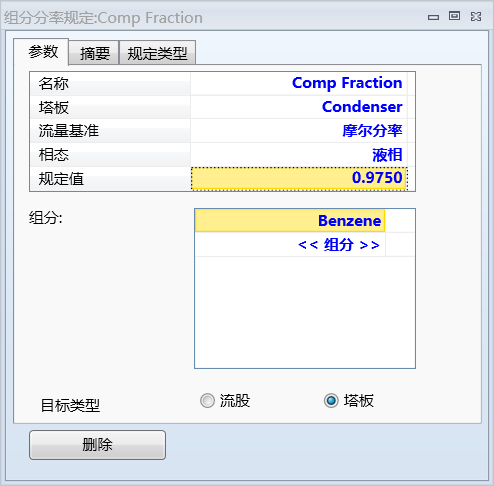 组分分率规定:Comp Fraction
参数 摘要 规定类型
名称 Comp Fraction
塔板 Condenser
流量基准 摩尔分率
相态 液相
规定值 0.9750
组分: Benzene
<< 组分 >>
目标类型 流股 塔板
删除